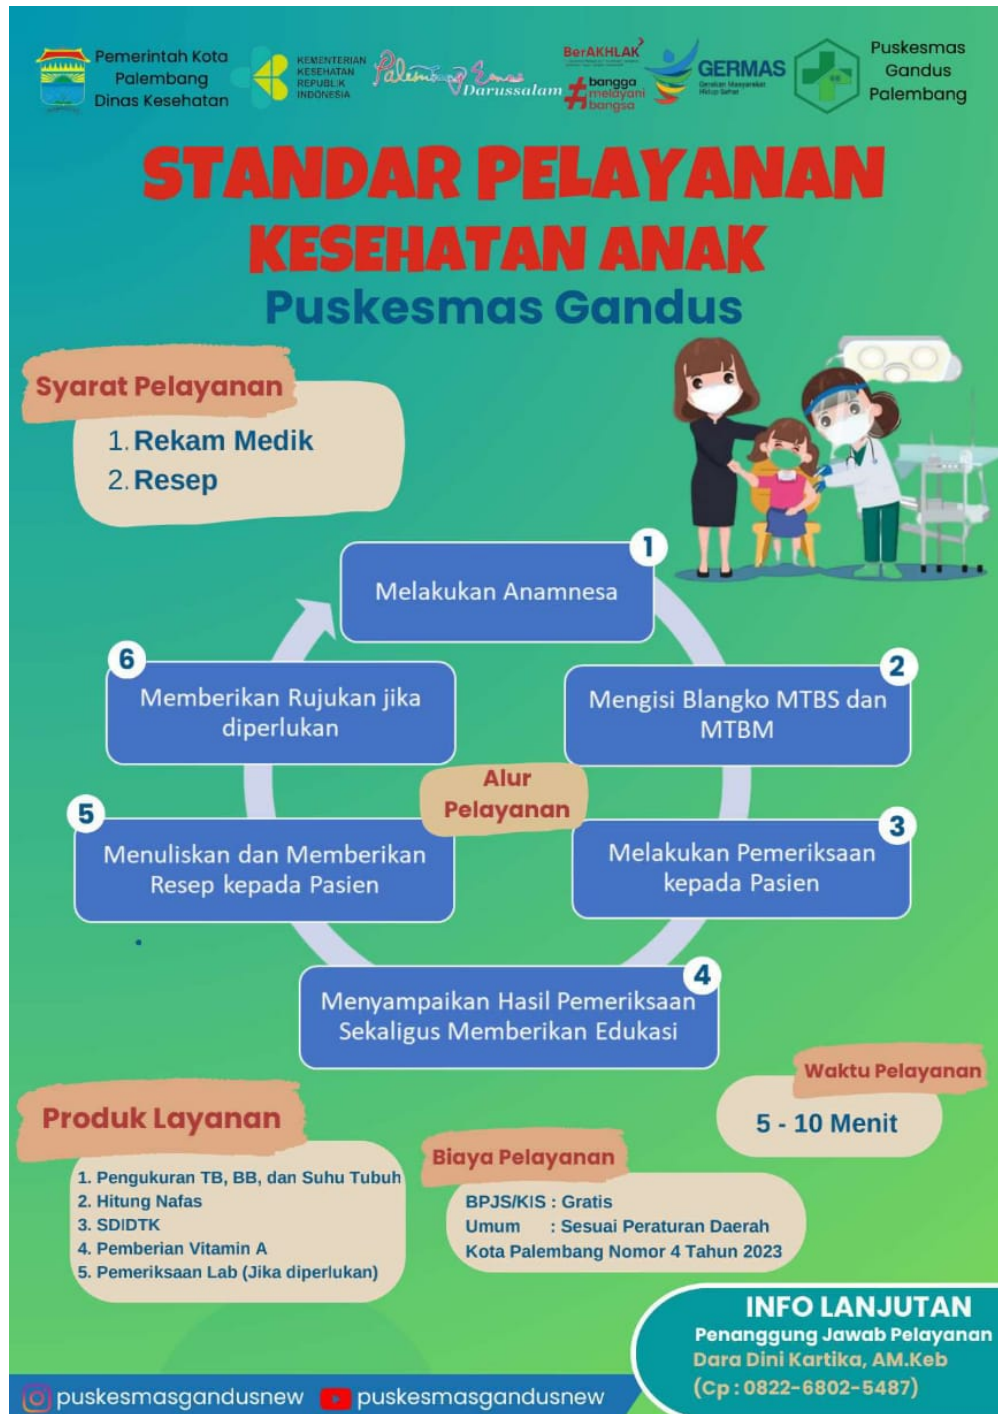 Pemerintah Kota
Palembang
Dinas Kesehatan
KEMENTERIAN
KESEHATAN
REPUBLIK
INDONESIA
Palembang Emas
Darussalam
BerAKHLAK
#bangga
melayani
bangsa
GERMAS
Gerakan Masyarakat
Hidup Sehat
Puskesmas
Gandus
Palembang
STANDAR PELAYANAN
KESEHATAN ANAK
Puskesmas Gandus
Syarat Pelayanan
1. Rekam Medik
2. Resep
1
Melakukan Anamnesa
2
Mengisi Blangko MTBS dan
MTBM
3
Melakukan Pemeriksaan
kepada Pasien
4
Menyampaikan Hasil Pemeriksaan
Sekaligus Memberikan Edukasi
5
Menuliskan dan Memberikan
Resep kepada Pasien
6
Memberikan Rujukan jika
diperlukan
Alur
Pelayanan
Waktu Pelayanan
5 - 10 Menit
Produk Layanan
1. Pengukuran TB, BB, dan Suhu Tubuh
2. Hitung Nafas
3. SDIDTK
4. Pemberian Vitamin A
5. Pemeriksaan Lab (Jika diperlukan)
Biaya Pelayanan
BPJS/KIS : Gratis
Umum : Sesuai Peraturan Daerah
Kota Palembang Nomor 4 Tahun 2023
INFO LANJUTAN
Penanggung Jawab Pelayanan
Dara Dini Kartika, AM.Keb
(Cp : 0822-6802-5487)
puskesmasgandusnew
puskesmasgandusnew